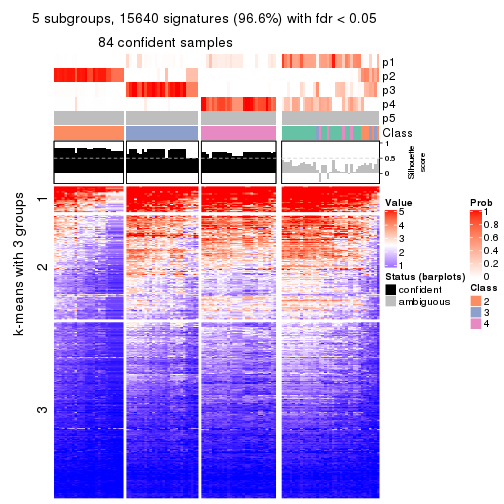 5 subgroups, 15640 signatures (96.6%) with fdr < 0.05
84 confident samples
p1
p2
p3
p4
p5
Class
1
0.5
0
Silhouette
score
k-means with 3 groups
1
2
3
Value
5
4
3
2
1
Status (barplots)
confident
ambiguous
Prob
1
0.8
0.6
0.4
0.2
0
Class
2
3
4